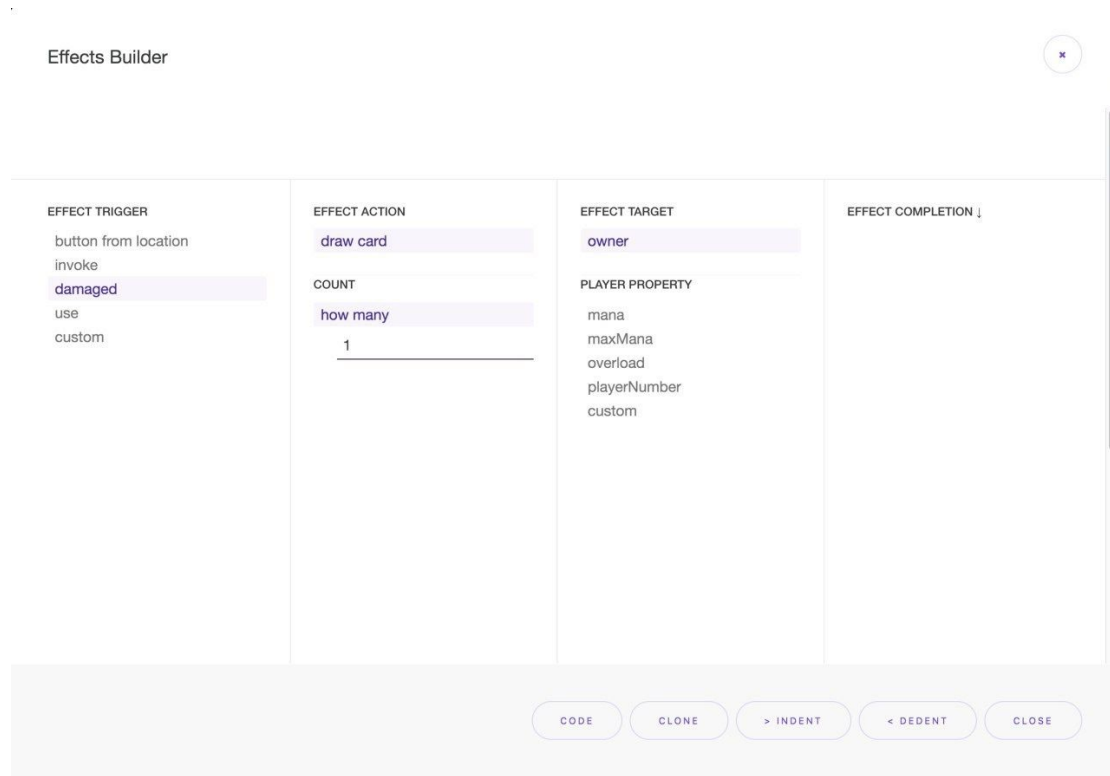 Effects Builder
×
EFFECT TRIGGER
button from location
invoke
damaged
use
custom
EFFECT ACTION
draw card
COUNT
how many
1
EFFECT TARGET
owner
PLAYER PROPERTY
mana
maxMana
overload
playerNumber
custom
EFFECT COMPLETION ↓
CODE
CLONE
> INDENT
< DEDENT
CLOSE